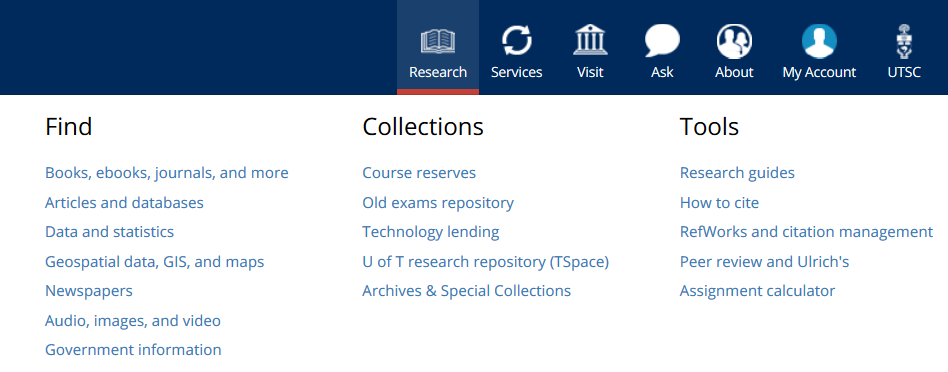 Research
Services
Visit
Ask
About
My Account
UTSC
Find
Books, ebooks, journals, and more
Articles and databases
Data and statistics
Geospatial data, GIS, and maps
Newspapers
Audio, images, and video
Government information
Collections
Course reserves
Old exams repository
Technology lending
U of T research repository (TSpace)
Archives & Special Collections
Tools
Research guides
How to cite
RefWorks and citation management
Peer review and Ulrich's
Assignment calculator